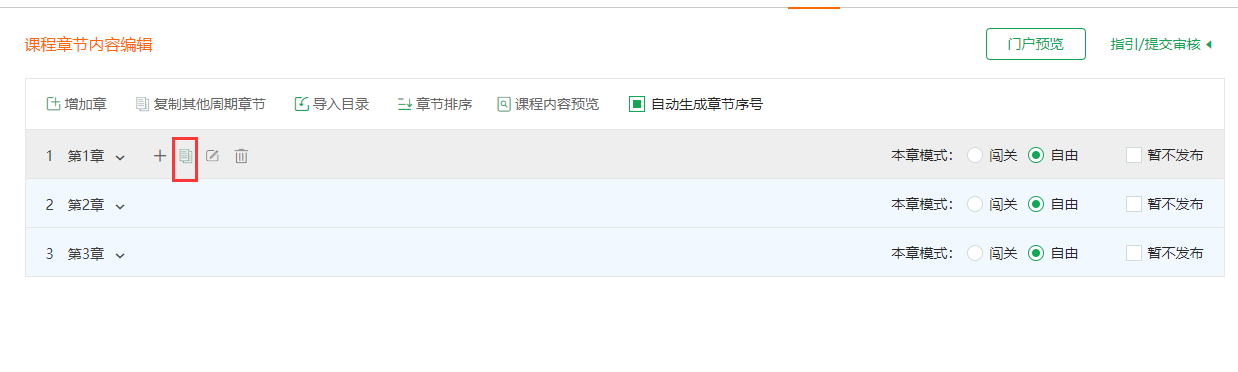 课程章节内容编辑 门户预览 指引/提交审核
增加章 复制其他周期章节 导入目录 章节排序 课程内容预览 自动生成章节序号
1 第1章 本章模式: 闯关 自由 暂不发布
2 第2章 本章模式: 闯关 自由 暂不发布
3 第3章 本章模式: 闯关 自由 暂不发布